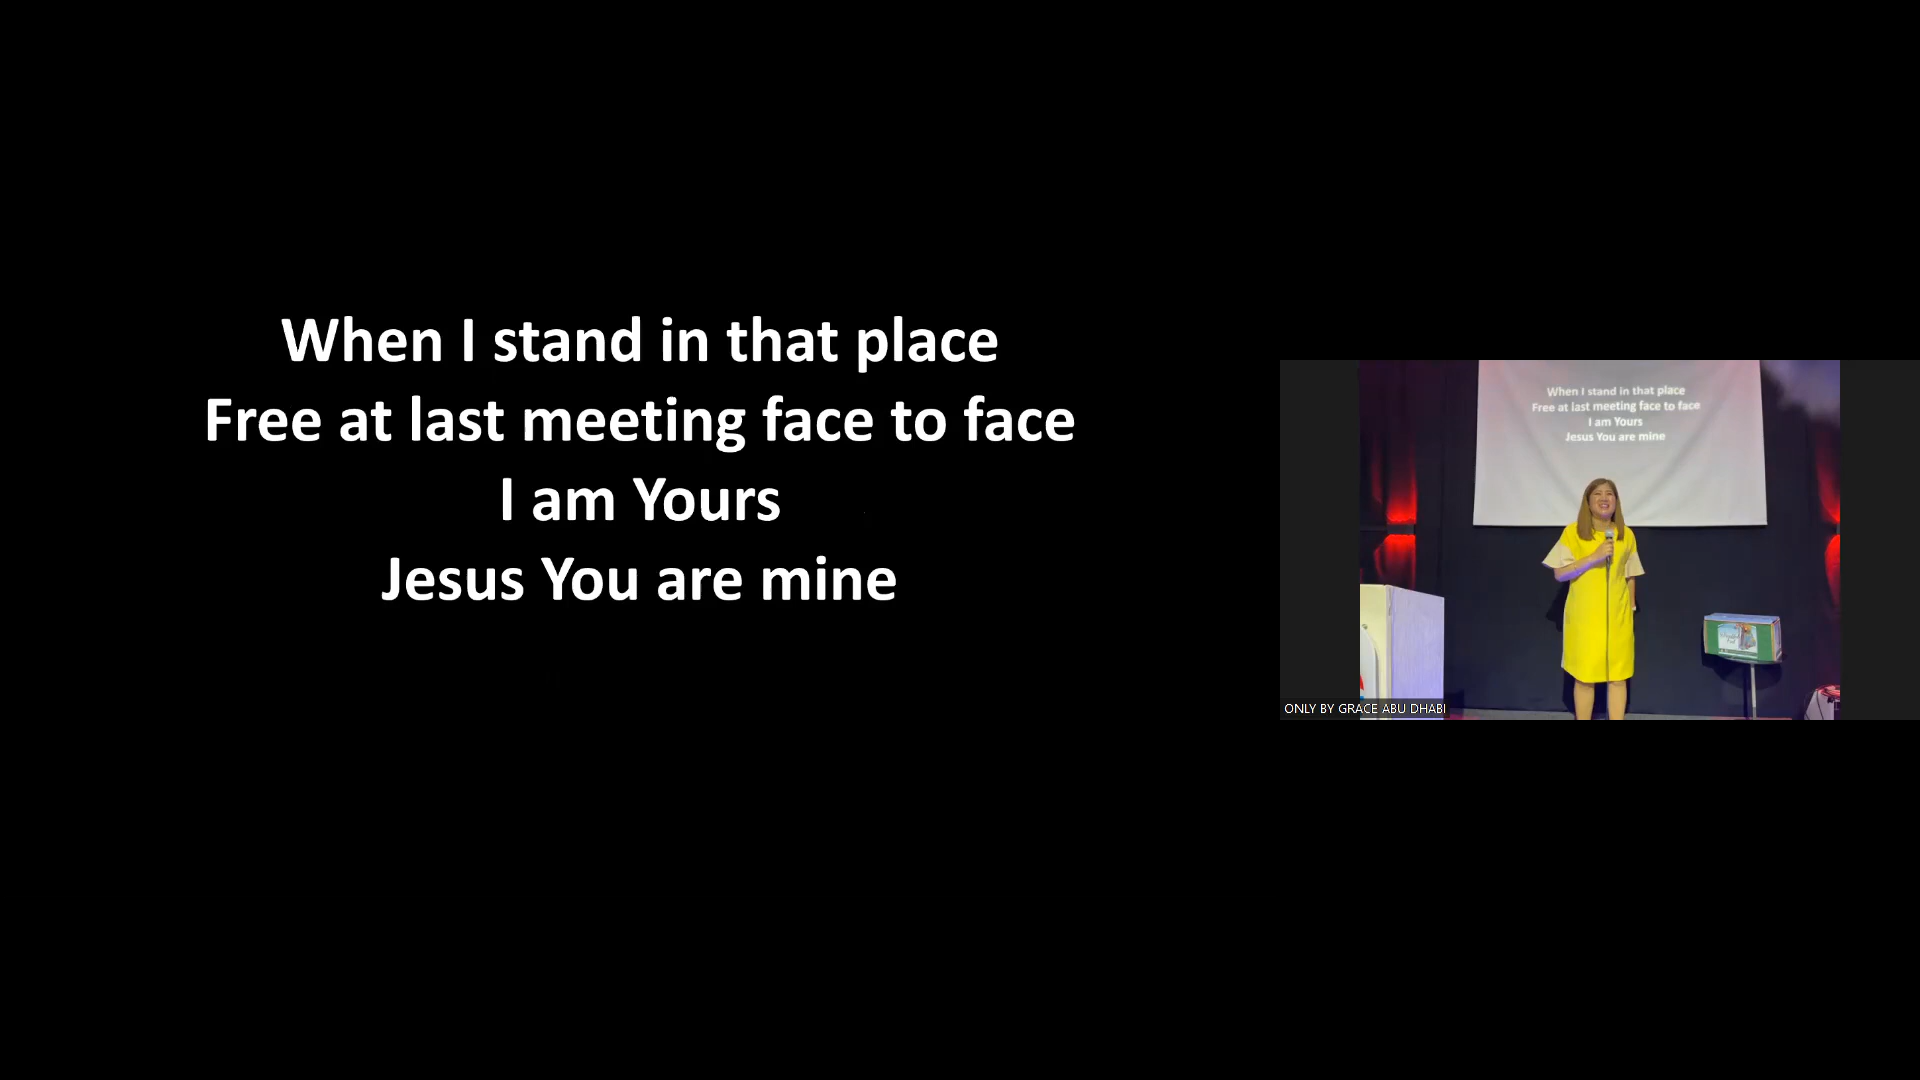 When I stand in that place
Free at last meeting face to face
I am Yours
Jesus You are mine
When I stand in that place
Free at last meeting face to face
I am Yours
Jesus You are mine
ONLY BY GRACE ABU DHABI